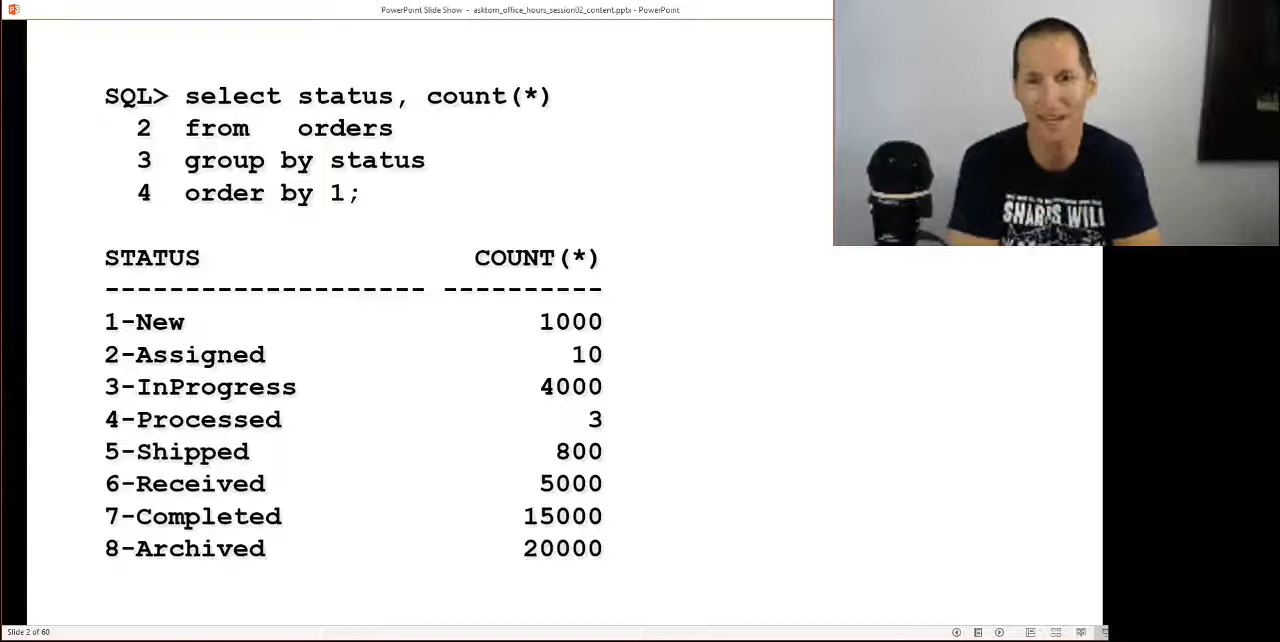 PowerPoint Slide Show - asktom_office_hours_session02_content.pptx - PowerPoint
SQL> select status, count(*)
2 from orders
3 group by status
4 order by 1;
STATUS COUNT(*)
-------------------- ----------
1-New 1000
2-Assigned 10
3-InProgress 4000
4-Processed 3
5-Shipped 800
6-Received 5000
7-Completed 15000
8-Archived 20000
SHARKS WILL
Slide 2 of 60